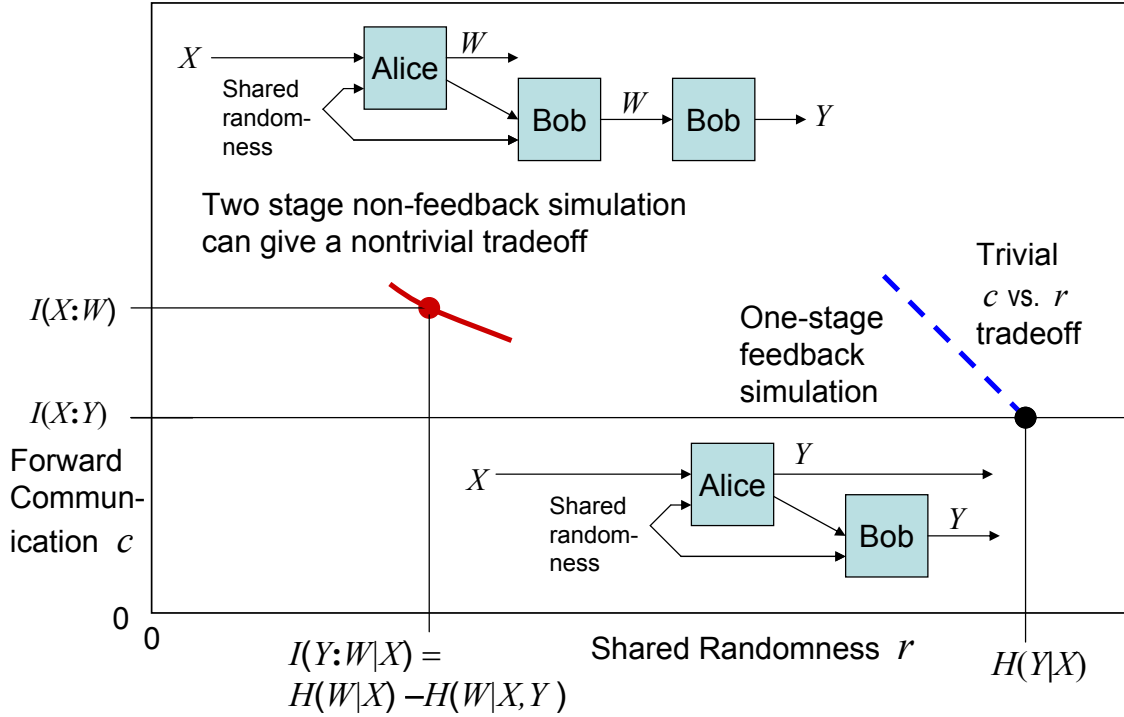 X
Alice
W
Shared
random-
ness
Bob
W
Bob
Y
Two stage non-feedback simulation
can give a nontrivial tradeoff
Trivial
c vs. r
tradeoff
One-stage
feedback
simulation
I(X:W)
I(X:Y)
Forward
Commun-
ication c
X
Alice
Y
Shared
random-
ness
Bob
Y
0
0
I(Y:W|X) =
H(W|X) –H(W|X,Y)
Shared Randomness r
H(Y|X)